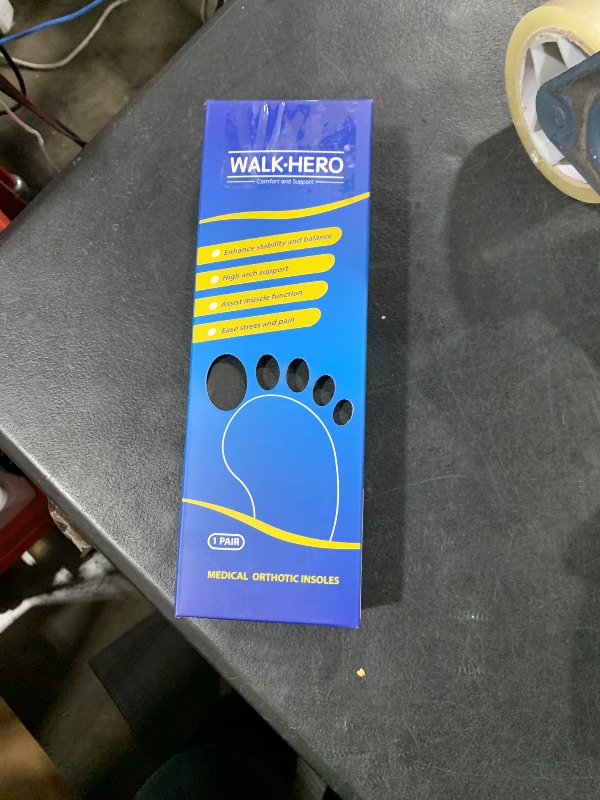 WALK·HERO®
Comfort and Support
Enhance stability and balance
High arch support
Assist muscle function
Ease stress and pain
1 PAIR
MEDICAL ORTHOTIC INSOLES